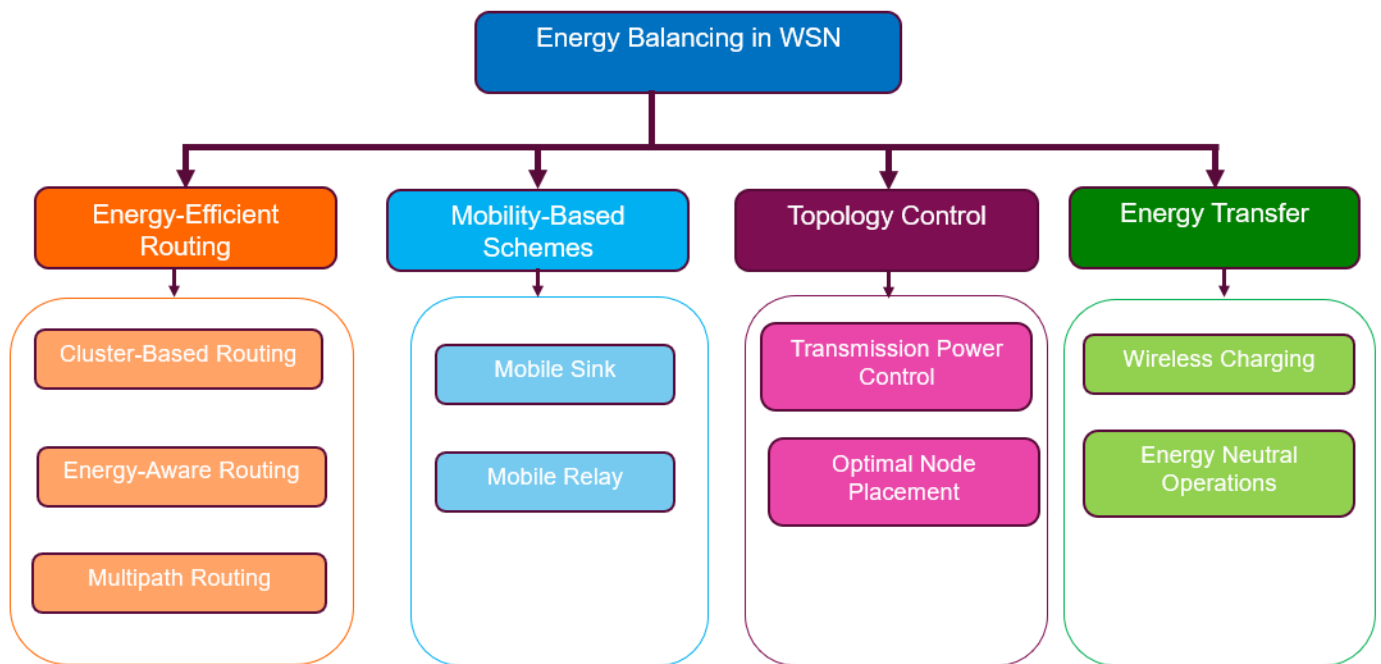 Energy Balancing in WSN
Energy-Efficient
Routing
Mobility-Based
Schemes
Topology Control
Energy Transfer
Cluster-Based Routing
Energy-Aware Routing
Multipath Routing
Mobile Sink
Mobile Relay
Transmission Power
Control
Optimal Node
Placement
Wireless Charging
Energy Neutral
Operations